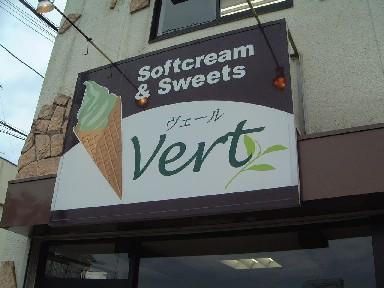 Softcream
& Sweets
ヴェール
Vert